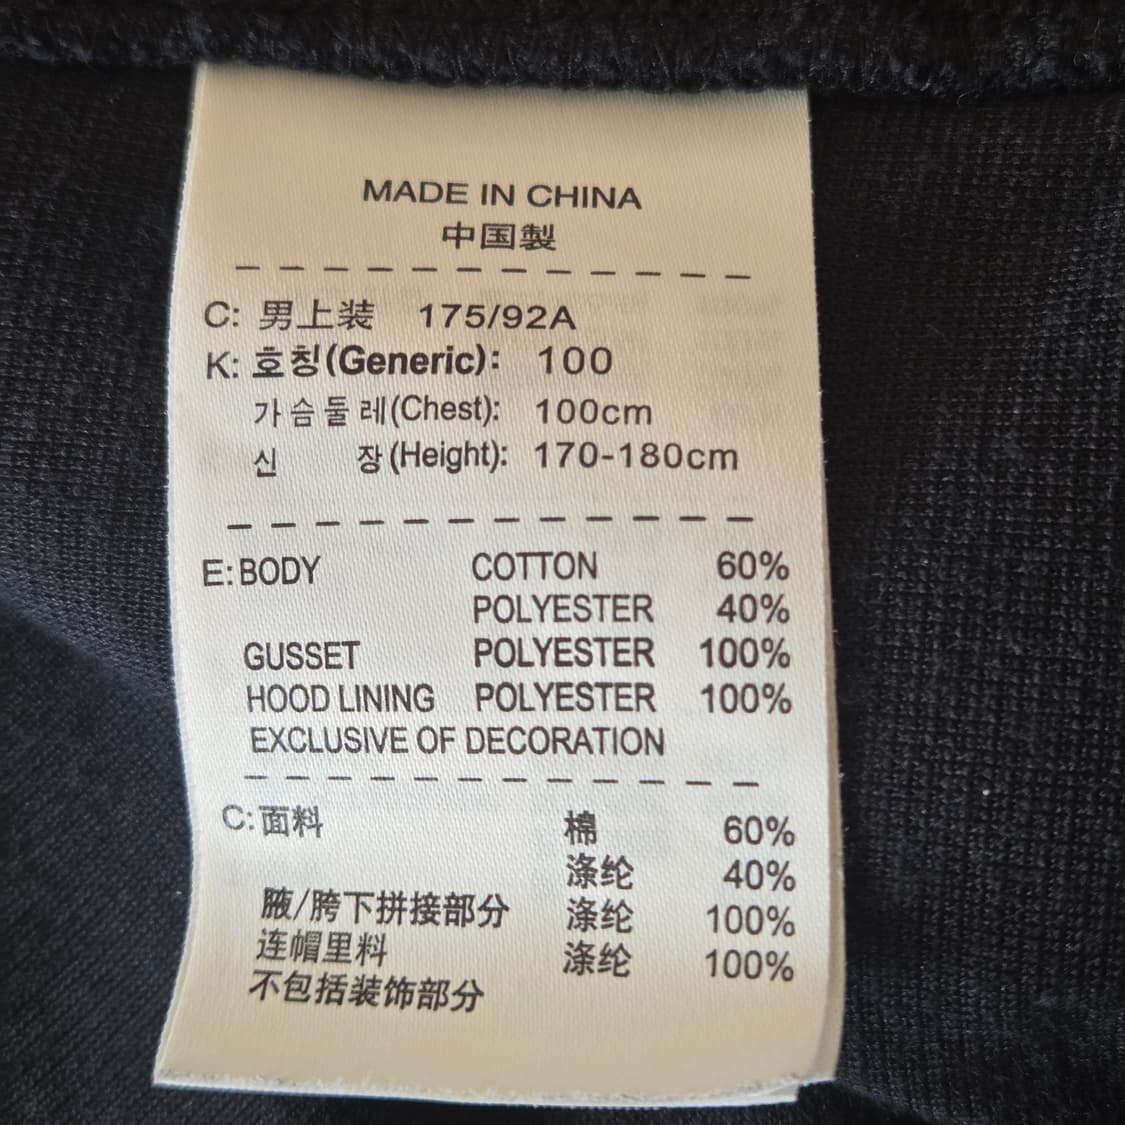 MADE IN CHINA
中国製
C: 男上装 175/92A
K: 호칭(Generic): 100
가슴둘레(Chest): 100cm
신 장(Height): 170-180cm
E: BODY COTTON 60%
POLYESTER 40%
GUSSET POLYESTER 100%
HOOD LINING POLYESTER 100%
EXCLUSIVE OF DECORATION
C: 面料 棉 60%
涤纶 40%
腋/胯下拼接部分 涤纶 100%
连帽里料 涤纶 100%
不包括装饰部分